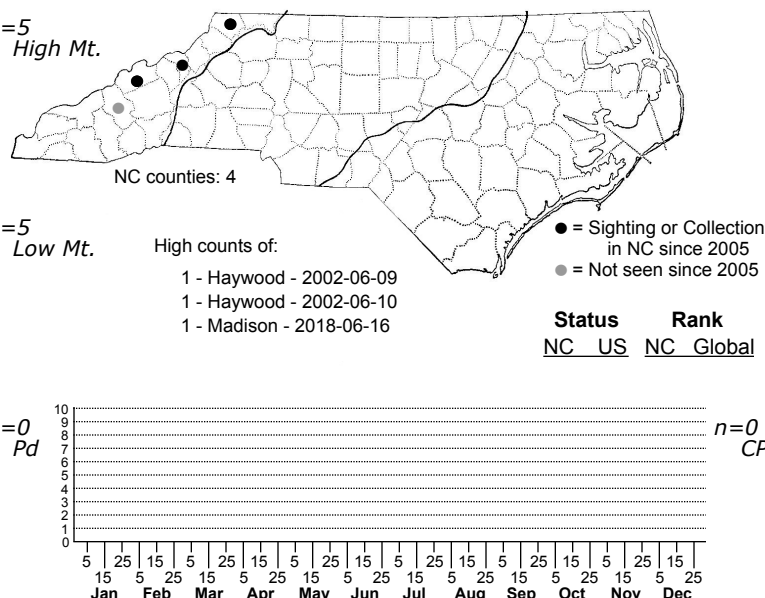 =5
High Mt.
NC counties: 4
=5
Low Mt.
High counts of:
1 - Haywood - 2002-06-09
1 - Haywood - 2002-06-10
1 - Madison - 2018-06-16
● = Sighting or Collection
in NC since 2005
● = Not seen since 2005
Status Rank
NC US NC Global
=0
Pd
n=0
CP
10
9
8
7
6
5
4
3
2
1
0
5 25 15 5 25 15 5 25 15 5 25 15 5 25 15 5 25 15
15 5 25 15 5 25 15 5 25 15 5 25 15 5 25 15 5 25
Jan Feb Mar Apr May Jun Jul Aug Sep Oct Nov Dec